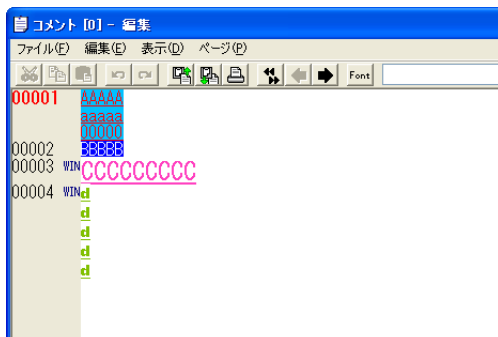 コメント [0] - 編集
ファイル(F) 編集(E) 表示(D) ページ(P)
Font
00001 AAAAA
aaaaa
00000
00002 BBBBB
00003 WIN CCCCCCCCC
00004 WIN d
d
d
d
d